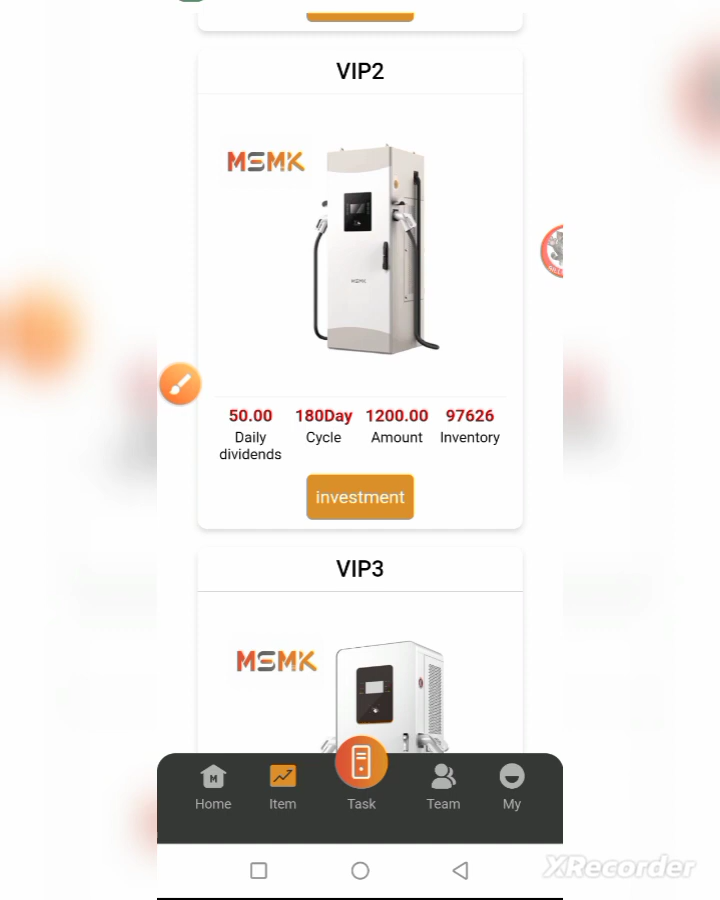 VIP2
MSMK
MSMK
50.00 180Day 1200.00 97626
Daily dividends Cycle Amount Inventory
investment
VIP3
MSMK
Home Item Task Team My
XRecorder